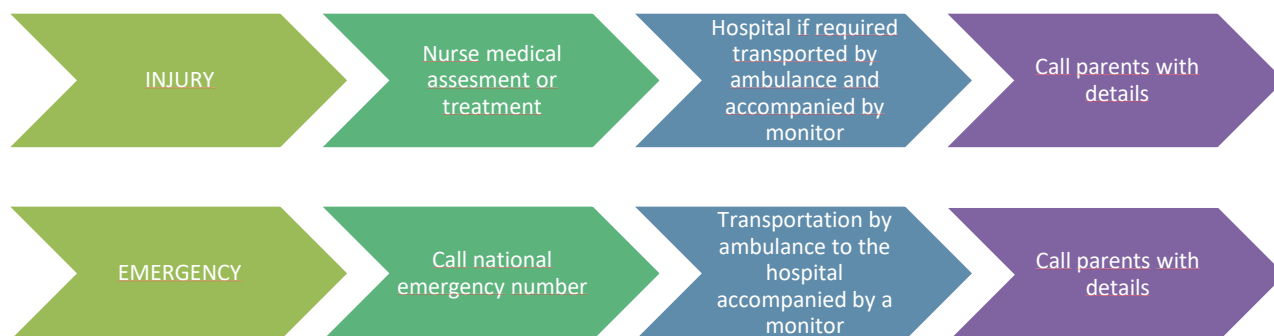 INJURY
Nurse medical
assesment or
treatment
Hospital if required
transported by
ambulance and
accompanied by
monitor
Call parents with
details
EMERGENCY
Call national
emergency number
Transportation by
ambulance to the
hospital
accompanied by a
monitor
Call parents with
details